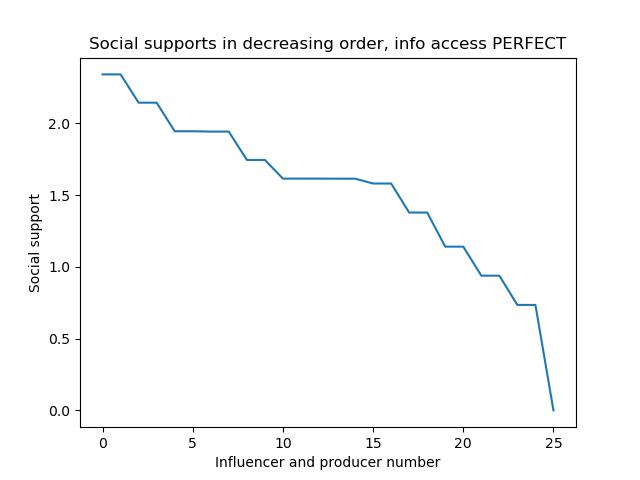 Social supports in decreasing order, info access PERFECT
Social support
2.0
1.5
1.0
0.5
0.0
0 5 10 15 20 25
Influencer and producer number